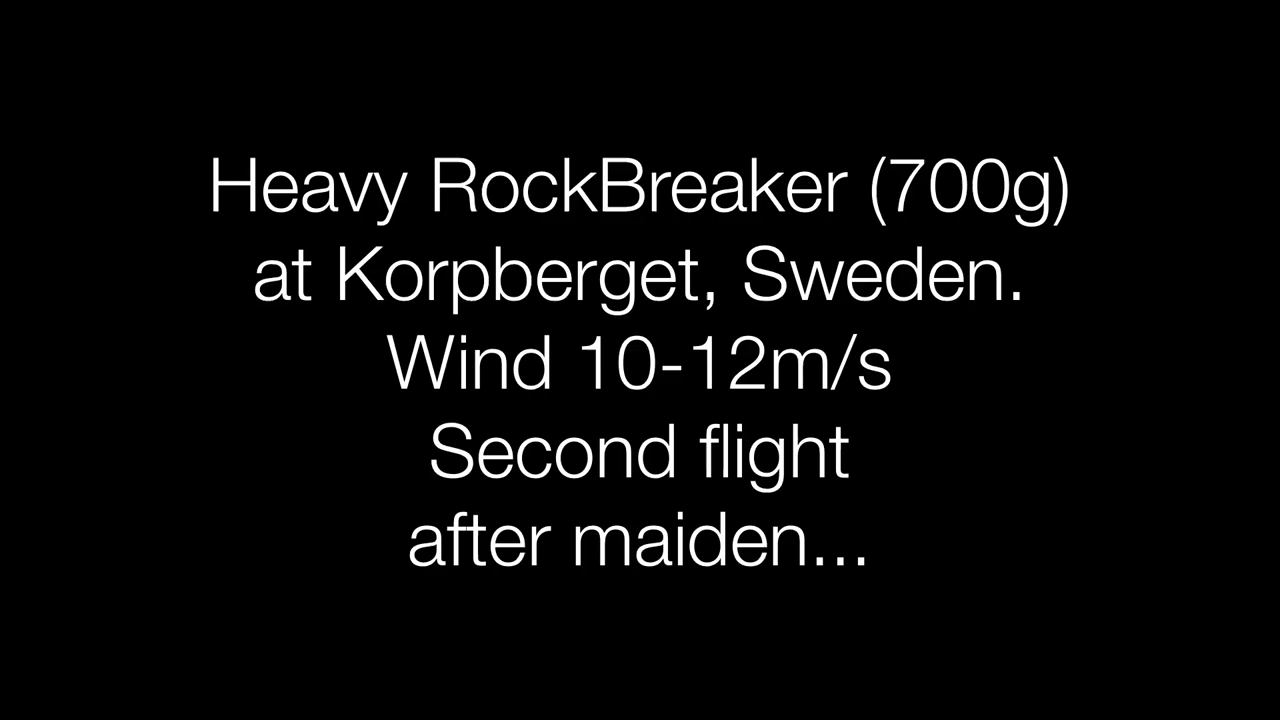 Heavy RockBreaker (700g)
at Korpberget, Sweden.
Wind 10-12m/s
Second flight
after maiden...